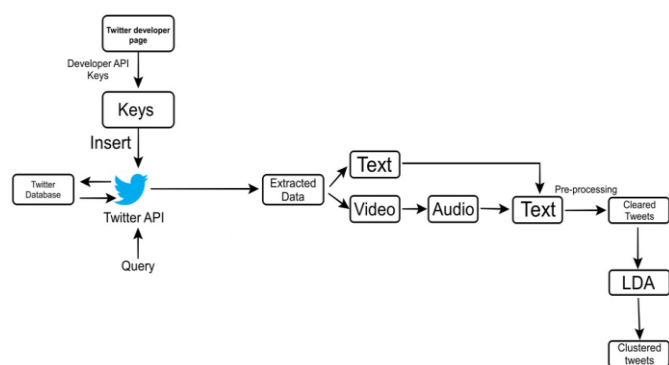 Twitter developer
page
Developer API
Keys
Keys
Insert
Twitter
Database
Twitter API
Query
Extracted
Data
Text
Video
Audio
Text
Pre-processing
Cleared
Tweets
LDA
Clustered
tweets